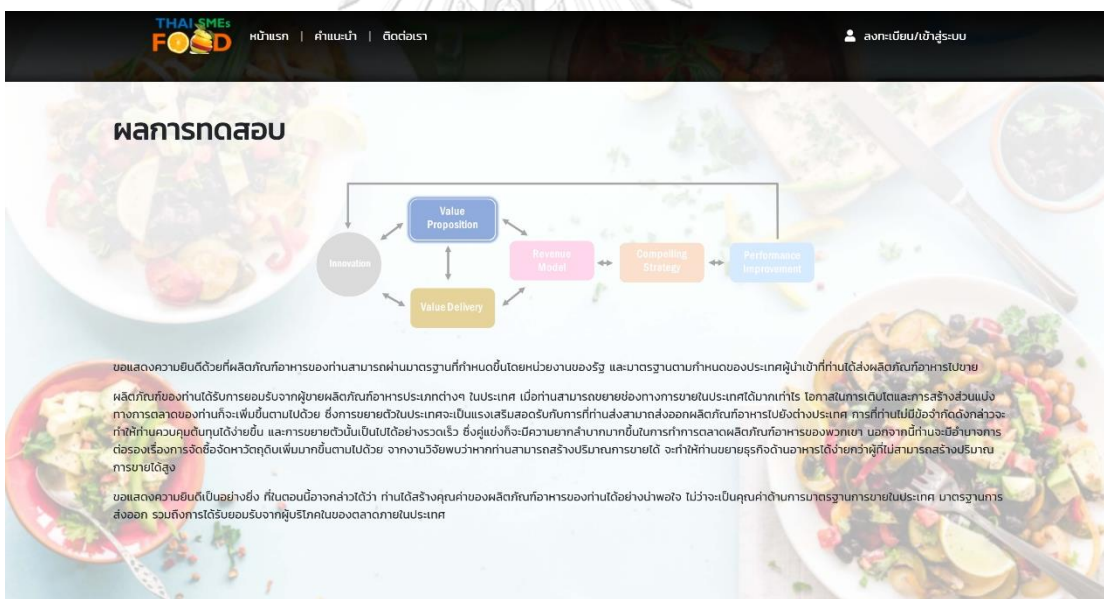 THAI SMEs
FOOD
หน้าแรก | คำแนะนำ | ติดต่อเรา
ลงทะเบียน/เข้าสู่ระบบ
ผลการทดสอบ
Value
Proposition
Innovation
Revenue
Model
Compelling
Strategy
Performance
Improvement
Value Delivery
ขอแสดงความยินดีด้วยที่ผลิตภัณฑ์อาหารของท่านสามารถผ่านมาตรฐานที่กำหนดขึ้นโดยหน่วยงานของรัฐ และมาตรฐานตามกำหนดของประเทศผู้นำเข้าที่ท่านได้ส่งผลิตภัณฑ์อาหารไปขาย
ผลิตภัณฑ์ของท่านได้รับการยอมรับจากผู้ขายผลิตภัณฑ์อาหารประเภทต่างๆ ในประเทศ เมื่อท่านสามารถขยายช่องทางการขายในประเทศได้มากเท่าไร โอกาสในการเติบโตและการสร้างส่วนแบ่ง
ทางการตลาดของท่านก็จะเพิ่มขึ้นตามไปด้วย ซึ่งการขยายตัวในประเทศจะเป็นแรงเสริมสอดรับกับการที่ท่านส่งสามาถส่งออกผลิตภัณฑ์อาหารไปยังต่างประเทศ การที่ท่านไม่มีข้อจำกัดดังกล่าวจะ
ทำให้ท่านควบคุมต้นทุนได้ง่ายขึ้น และการขยายตัวนั้นเป็นไปได้อย่างรวดเร็ว ซึ่งคู่แข่งก็จะมีความยากลำบากมากขึ้นในการทำการตลาดผลิตภัณฑ์อาหารของพวกเขา นอกจากนี้ท่านจะมีอำนาจการ
ต่อรองเรื่องการจัดซื้อจัดหาวัตถุดิบเพิ่มมากขึ้นตามไปด้วย จากงานวิจัยพบว่าหากท่านสามารถสร้างปริมาณการขายได้ จะทำให้ท่านขยายธุรกิจด้านอาหารได้ง่ายกว่าผู้ที่ไม่สามารถสร้างปริมาณ
การขายได้สูง
ขอแสดงความยินดีเป็นอย่างยิ่ง ที่ในตอนนี้อาจกล่าวได้ว่า ท่านได้สร้างคุณค่าของผลิตภัณฑ์อาหารของท่านได้อย่างน่าพอใจ ไม่ว่าจะเป็นคุณค่าด้านการมาตรฐานการขายในประเทศ มาตรฐานการ
ส่งออก รวมถึงการได้รับยอมรับจากผู้บริโภคในของตลาดภายในประเทศ